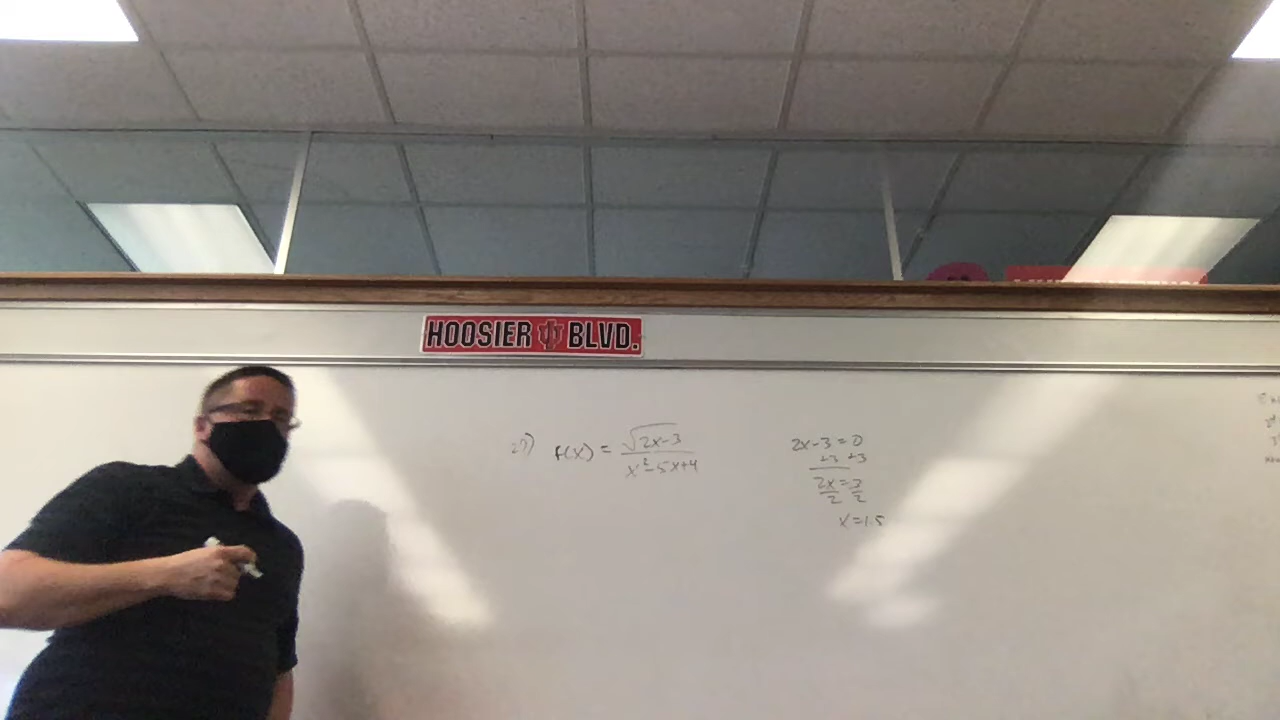 HOOSIER IU BLVD.
27) f(x) = √2x-3 / x²-5x+4
2x-3=0
+3 +3
2x=3
2 2
x=1.5